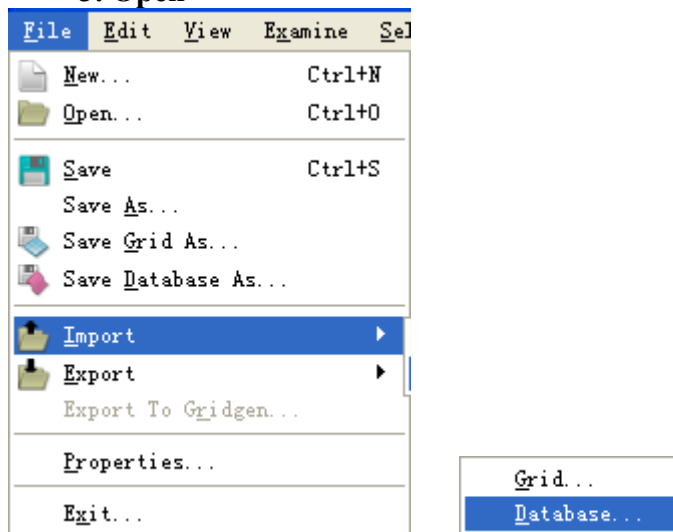 File Edit View Examine Sel
New... Ctrl+N
Open... Ctrl+O
Save Ctrl+S
Save As...
Save Grid As...
Save Database As...
Import
Export
Export To Gridgen...
Properties...
Exit...
Grid...
Database...